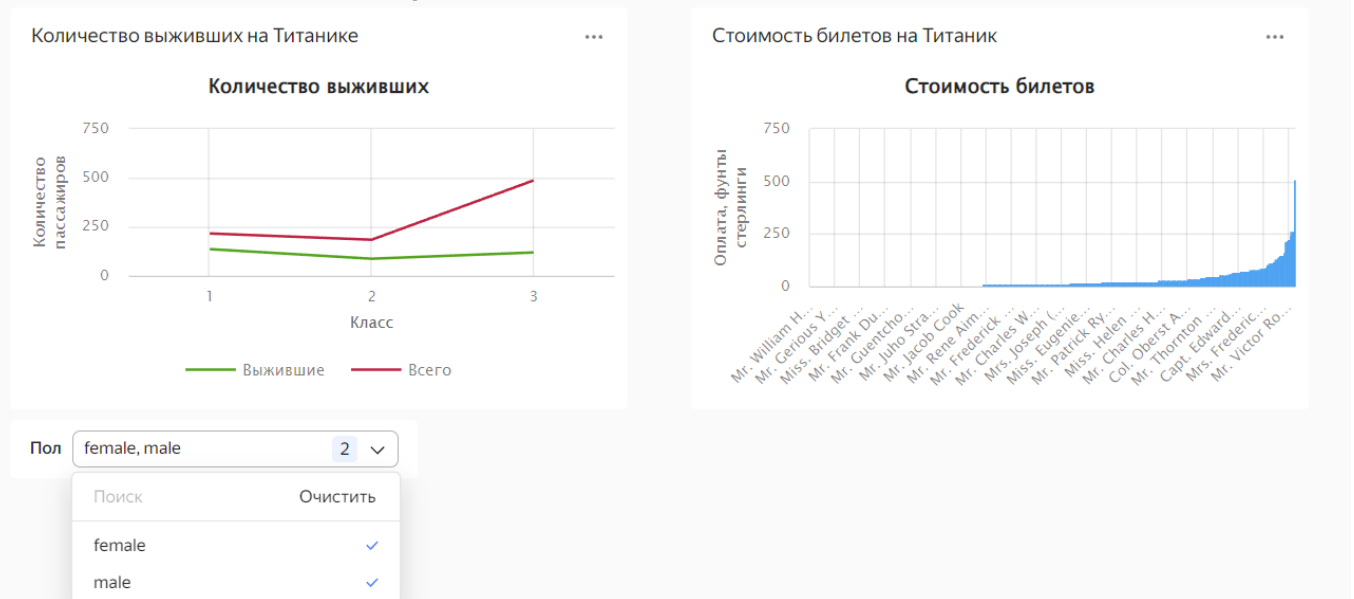 Количество выживших на Титанике
Количество выживших
Количество
пассажиров
750
500
250
0
1
2
3
Класс
Выжившие
Всего
Стоимость билетов на Титаник
Стоимость билетов
Оплата, фунты
стерлинги
750
500
250
0
Mr. William H...
Mr. Gerious Y...
Miss. Bridget ...
Mr. Frank Du...
Mr. Guentcho...
Mr. Juho Stra...
Mr. Jacob Cook
Mr. Rene Aim...
Mr. Frederick ...
Mr. Charles W...
Mrs. Joseph (...
Miss. Eugenie...
Mr. Patrick Ry...
Miss. Helen ...
Mr. Charles H...
Col. Oberst A...
Mr. Thornton ...
Capt. Edward...
Mrs. Frederic...
Mr. Victor Ro...
Пол
female, male
2
Поиск
Очистить
female
male